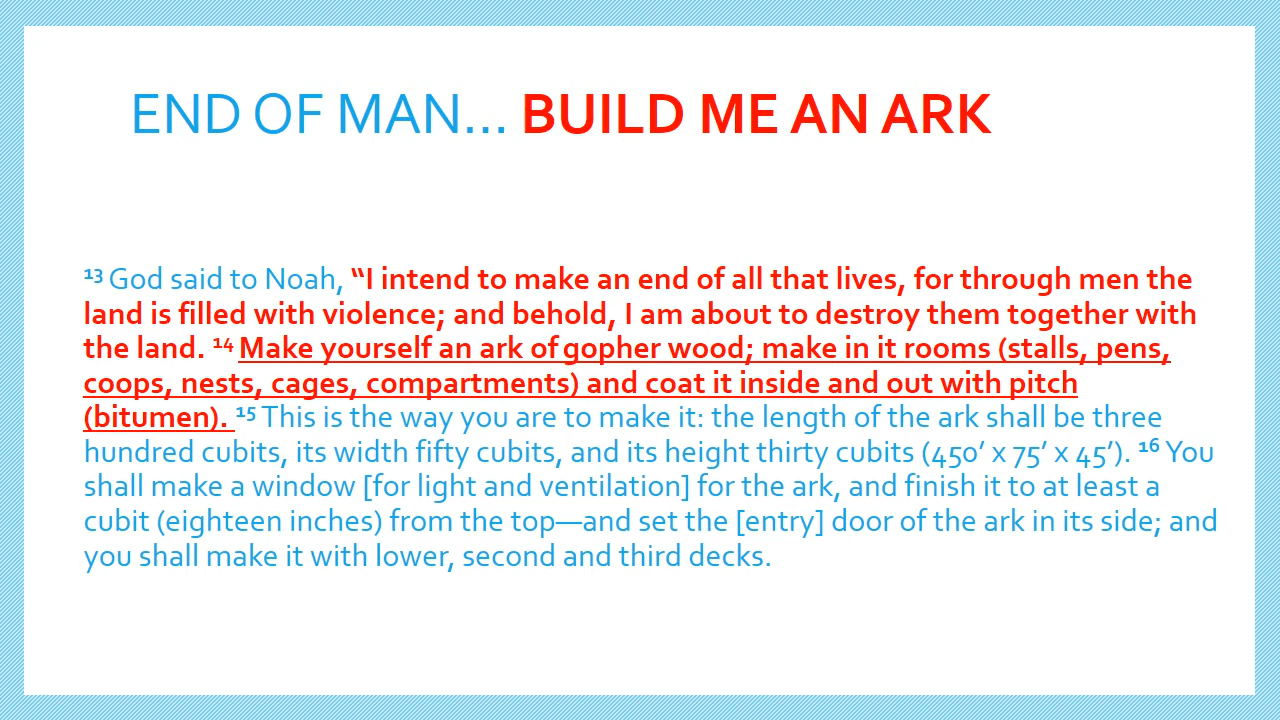 END OF MAN... BUILD ME AN ARK
¹³ God said to Noah, “I intend to make an end of all that lives, for through men the
land is filled with violence; and behold, I am about to destroy them together with
the land. ¹⁴ Make yourself an ark of gopher wood; make in it rooms (stalls, pens,
coops, nests, cages, compartments) and coat it inside and out with pitch
(bitumen). ¹⁵ This is the way you are to make it: the length of the ark shall be three
hundred cubits, its width fifty cubits, and its height thirty cubits (450’ x 75’ x 45’). ¹⁶ You
shall make a window [for light and ventilation] for the ark, and finish it to at least a
cubit (eighteen inches) from the top—and set the [entry] door of the ark in its side; and
you shall make it with lower, second and third decks.